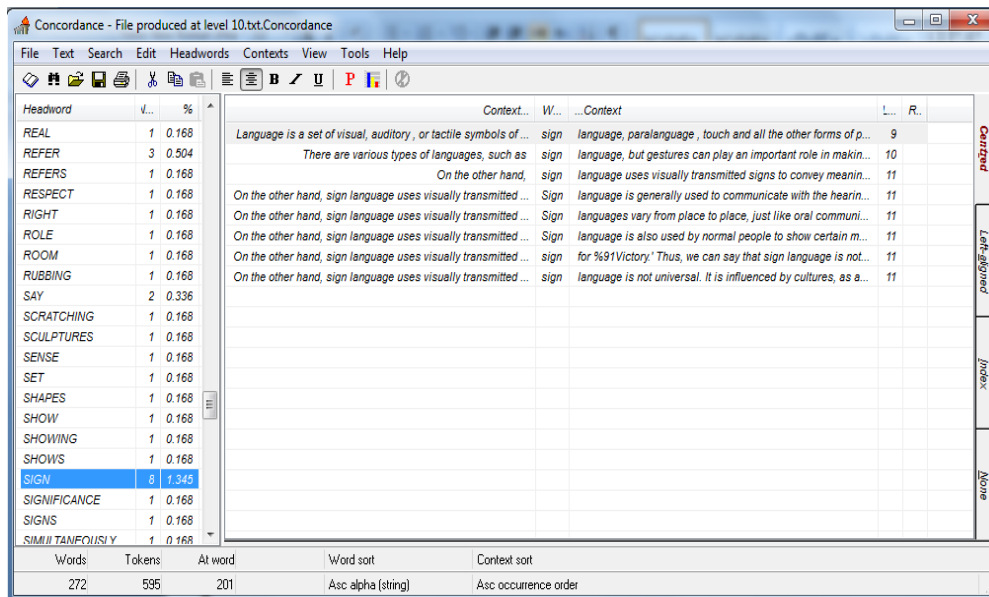 Concordance - File produced at level 10.txt.Concordance
File Text Search Edit Headwords Contexts View Tools Help
B I U P
Headword № %
Context... W... ...Context L... R..
REAL 1 0.168
REFER 3 0.504
REFERS 1 0.168
RESPECT 1 0.168
RIGHT 1 0.168
ROLE 1 0.168
ROOM 1 0.168
RUBBING 1 0.168
SAY 2 0.336
SCRATCHING 1 0.168
SCULPTURES 1 0.168
SENSE 1 0.168
SET 1 0.168
SHAPES 1 0.168
SHOW 1 0.168
SHOWING 1 0.168
SHOWS 1 0.168
SIGN 8 1.345
SIGNIFICANCE 1 0.168
SIGNS 1 0.168
SIMULTANEOUSLY 1 0.168
Language is a set of visual, auditory , or tactile symbols of ... sign language, paralanguage , touch and all the other forms of p... 9
There are various types of languages, such as sign language, but gestures can play an important role in makin... 10
On the other hand, sign language uses visually transmitted signs to convey meanin... 11
On the other hand, sign language uses visually transmitted ... Sign language is generally used to communicate with the hearin... 11
On the other hand, sign language uses visually transmitted ... Sign languages vary from place to place, just like oral communi... 11
On the other hand, sign language uses visually transmitted ... Sign language is also used by normal people to show certain m... 11
On the other hand, sign language uses visually transmitted ... sign for %91Victory.' Thus, we can say that sign language is not... 11
On the other hand, sign language uses visually transmitted ... sign language is not universal. It is influenced by cultures, as a... 11
Centred
Left-aligned
Index
None
Words Tokens At word Word sort Context sort
272 595 201 Asc alpha (string) Asc occurrence order